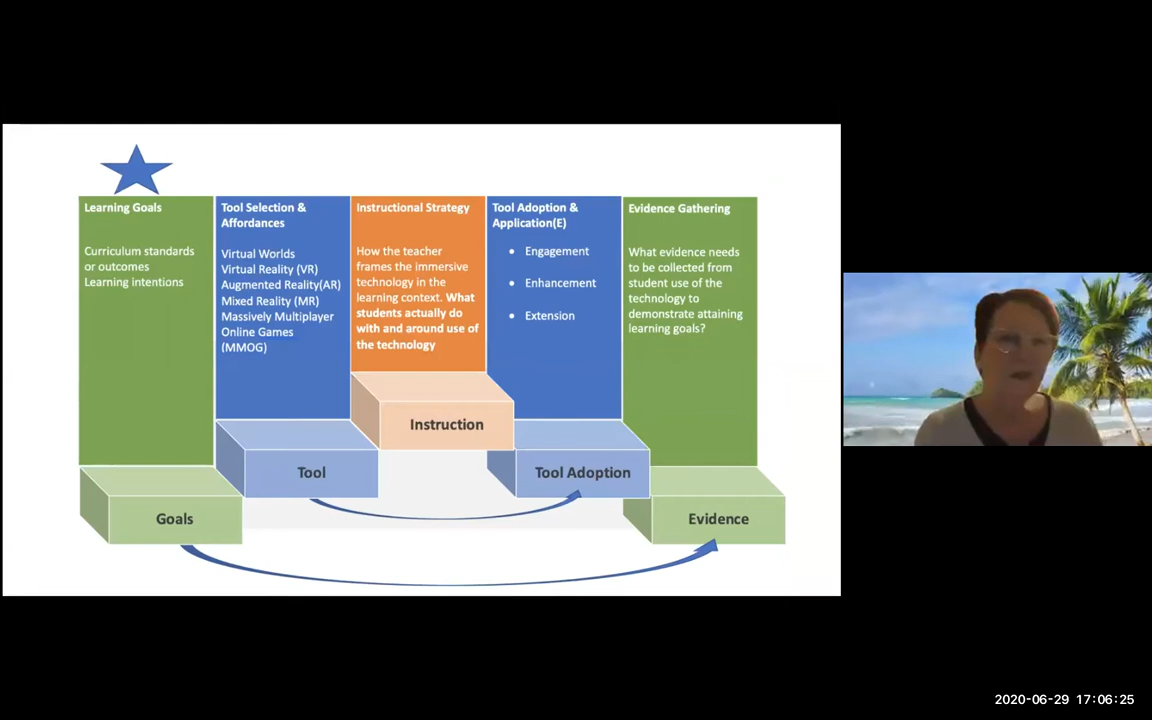 Learning Goals
Curriculum standards
or outcomes
Learning intentions
Tool Selection &
Affordances
Virtual Worlds
Virtual Reality (VR)
Augmented Reality(AR)
Mixed Reality (MR)
Massively Multiplayer
Online Games
(MMOG)
Instructional Strategy
How the teacher
frames the immersive
technology in the
learning context. What
students actually do
with and around use of
the technology
Tool Adoption &
Application(E)
• Engagement
• Enhancement
• Extension
Evidence Gathering
What evidence needs
to be collected from
student use of the
technology to
demonstrate attaining
learning goals?
Instruction
Tool
Tool Adoption
Goals
Evidence
2020-06-29 17:06:25